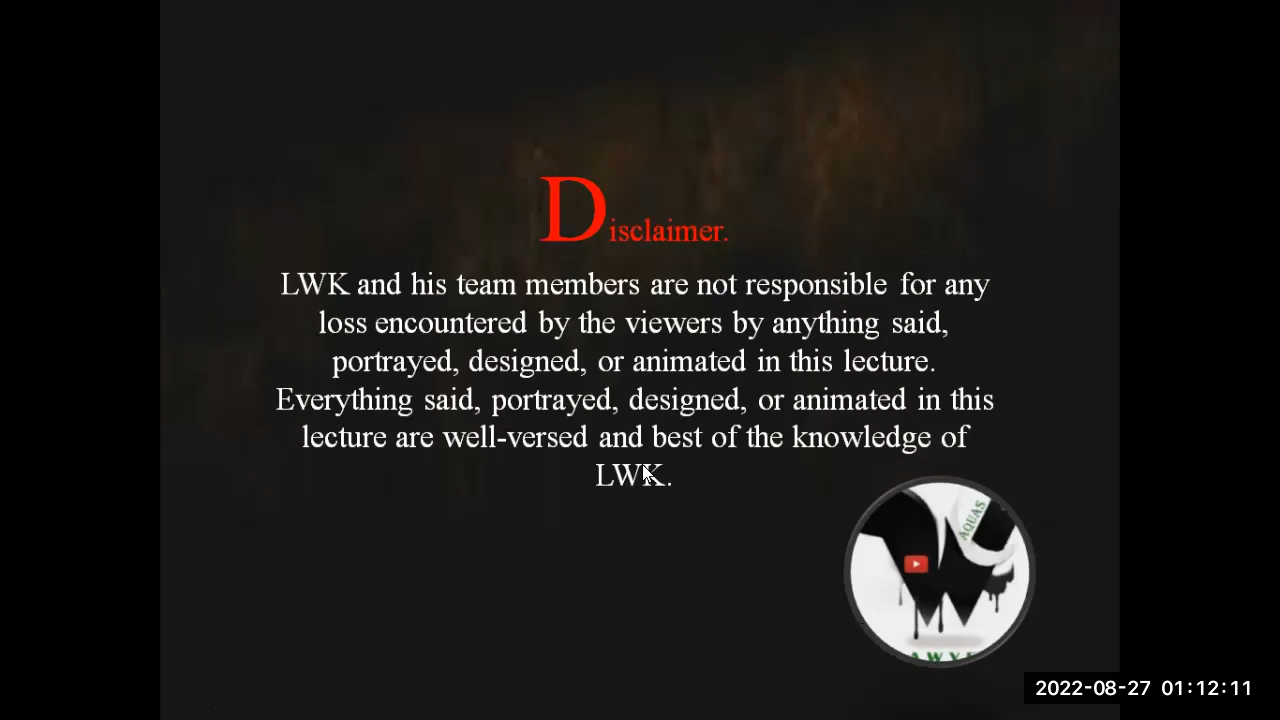 Disclaimer.
LWK and his team members are not responsible for any
loss encountered by the viewers by anything said,
portrayed, designed, or animated in this lecture.
Everything said, portrayed, designed, or animated in this
lecture are well-versed and best of the knowledge of
LWK.
AQUAS
2022-08-27 01:12:11